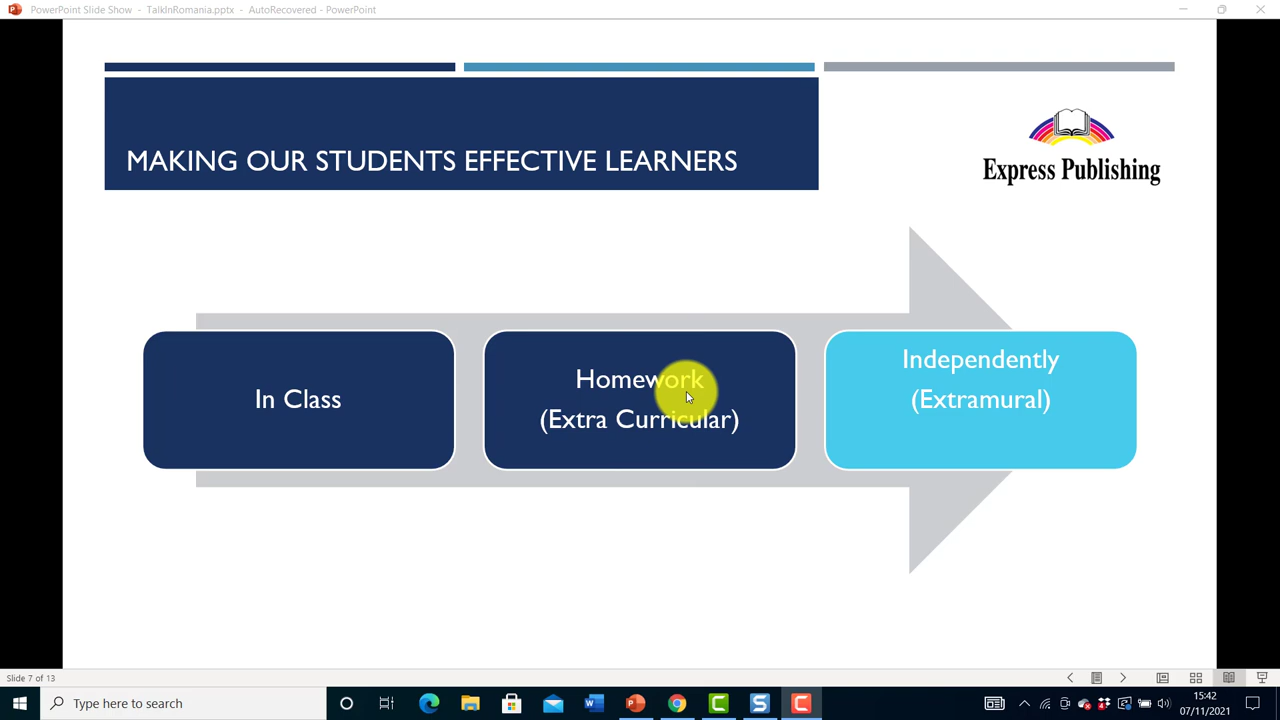 PowerPoint Slide Show - TalkInRomania.pptx - AutoRecovered - PowerPoint
MAKING OUR STUDENTS EFFECTIVE LEARNERS
Express Publishing
In Class
Homework
(Extra Curricular)
Independently
(Extramural)
Slide 7 of 13
Type here to search
15:42
07/11/2021